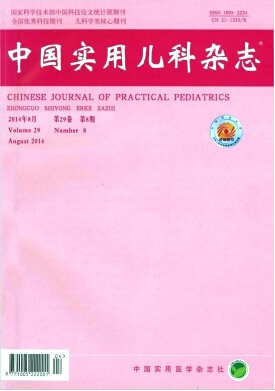 国家科学技术部中国科技论文统计源期刊
全国优秀科技期刊 儿科学类核心期刊
ISSN 1005-2224
CN 21-1333/R
中国实用儿科杂志®
CHINESE JOURNAL OF PRACTICAL PEDIATRICS
ZHONGGUO SHIYONG ERKE ZAZHI
2014年8月 第29卷 第8期
Volume 29 Number 8
August 2014
中国实用医学杂志社